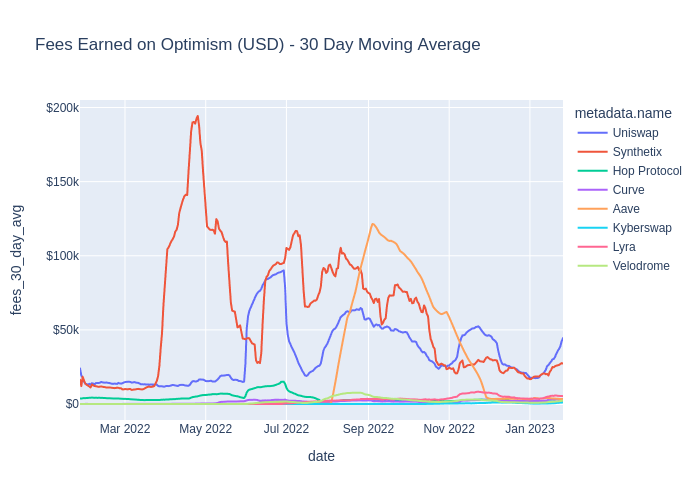 Fees Earned on Optimism (USD) - 30 Day Moving Average
$200k
$150k
$100k
$50k
$0
fees_30_day_avg
Mar 2022
May 2022
Jul 2022
Sep 2022
Nov 2022
Jan 2023
date
metadata.name
Uniswap
Synthetix
Hop Protocol
Curve
Aave
Kyberswap
Lyra
Velodrome